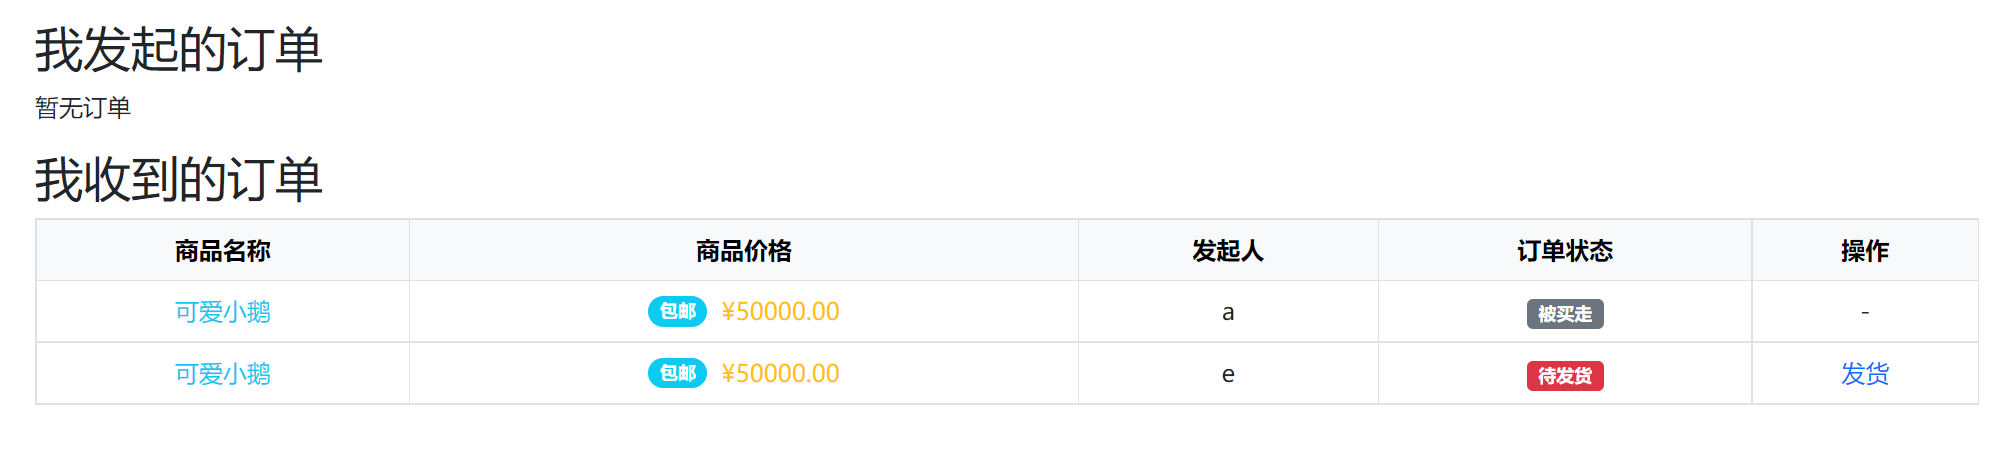 我发起的订单
暂无订单
我收到的订单
商品名称 商品价格 发起人 订单状态 操作
可爱小鹅 包邮 ¥50000.00 a 被买走 -
可爱小鹅 包邮 ¥50000.00 e 待发货 发货